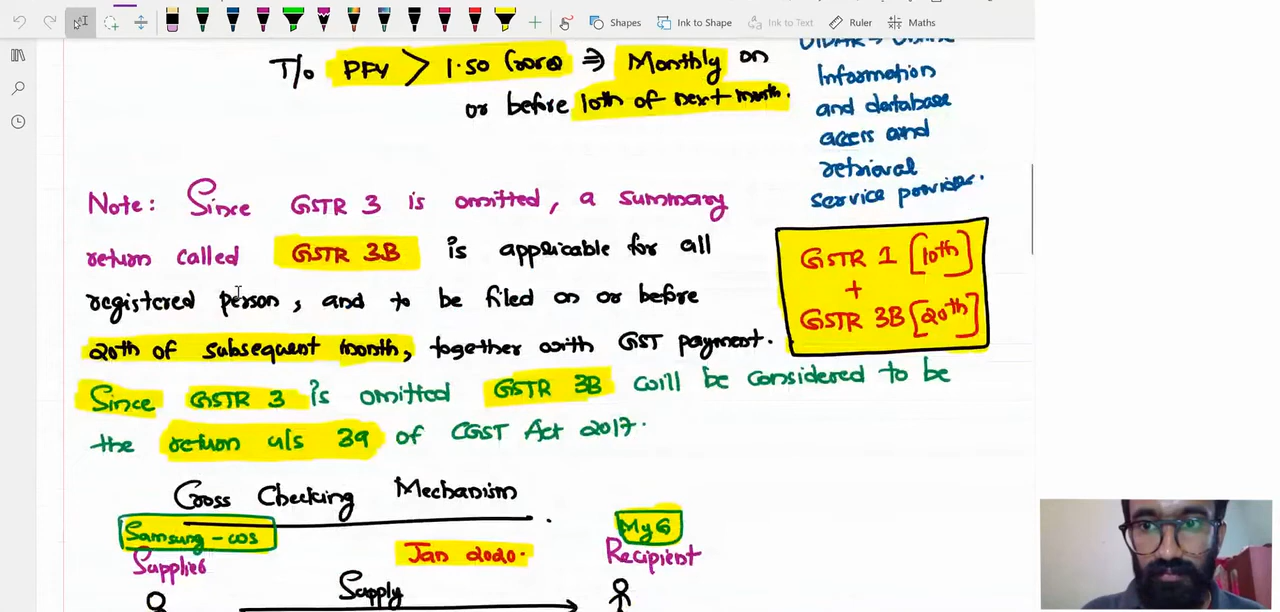 Shapes
Ink to Shape
Ink to Text
Ruler
Maths
T/o PFY > 1.50 Crore ⇒ Monthly on
or before 10th of next month.
Information
and database
access and
retrieval
service provider.
Note: Since GSTR 3 is omitted, a summary
return called GSTR 3B is applicable for all
registered person, and to be filed on or before
20th of subsequent month, together with GST payment.
GSTR 1 [10th]
+
GSTR 3B [20th]
Since GSTR 3 is omitted GSTR 3B will be considered to be
the return u/s 39 of CGST Act 2017.
Cross Checking Mechanism
Samsung - cos
Supplier
Jan 2020.
My G
Recipient
Supply